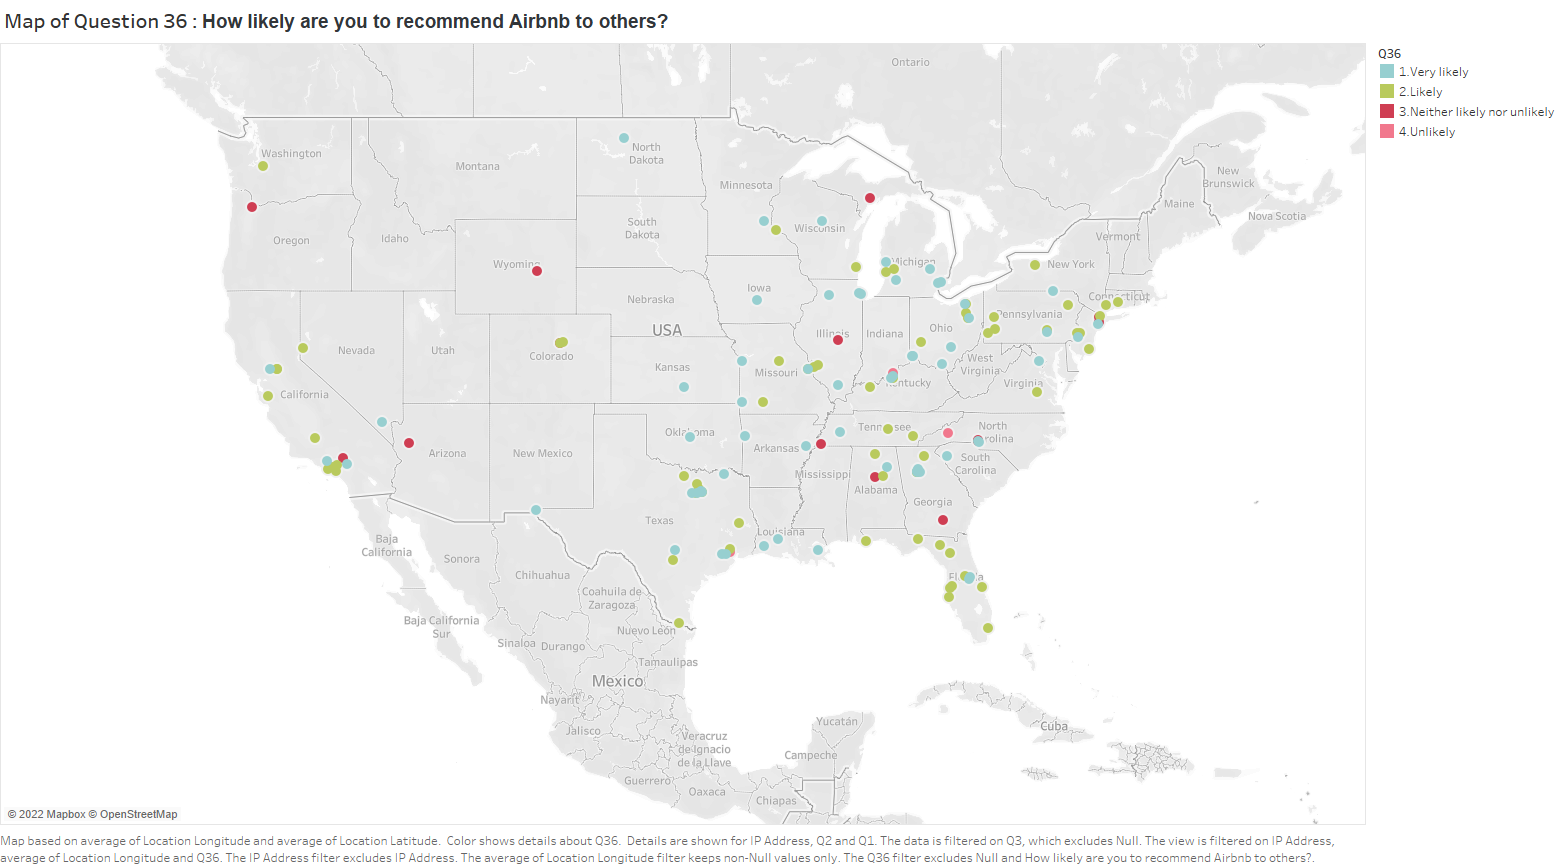 Map of Question 36 : How likely are you to recommend Airbnb to others?
Q36
1.Very likely
2.Likely
3.Neither likely nor unlikely
4.Unlikely
Ontario
Washington
Montana
North
Dakota
Minnesota
New
Brunswick
Maine
Nova Scotia
Oregon
Idaho
South
Dakota
Wisconsin
Vermont
Wyoming
Michigan
New York
Nebraska
Iowa
Connecticut
USA
Pennsylvania
Nevada
Utah
Colorado
Illinois
Indiana
Ohio
Kansas
Missouri
West
Virginia
California
Kentucky
Virginia
Arizona
New Mexico
Oklahoma
Arkansas
Tennessee
North
Carolina
South
Carolina
Mississippi
Alabama
Georgia
Texas
Louisiana
Baja
California
Sonora
Chihuahua
Florida
Coahuila de
Zaragoza
Baja California
Sur
Sinaloa
Durango
Nuevo León
Tamaulipas
Mexico
Nayarit
Jalisco
Veracruz
de Ignacio
de la Llave
Yucatán
Campeche
Cuba
Guerrero
Oaxaca
Chiapas
© 2022 Mapbox © OpenStreetMap
Map based on average of Location Longitude and average of Location Latitude.  Color shows details about Q36.  Details are shown for IP Address, Q2 and Q1. The data is filtered on Q3, which excludes Null. The view is filtered on IP Address,
average of Location Longitude and Q36. The IP Address filter excludes IP Address. The average of Location Longitude filter keeps non-Null values only. The Q36 filter excludes Null and How likely are you to recommend Airbnb to others?.